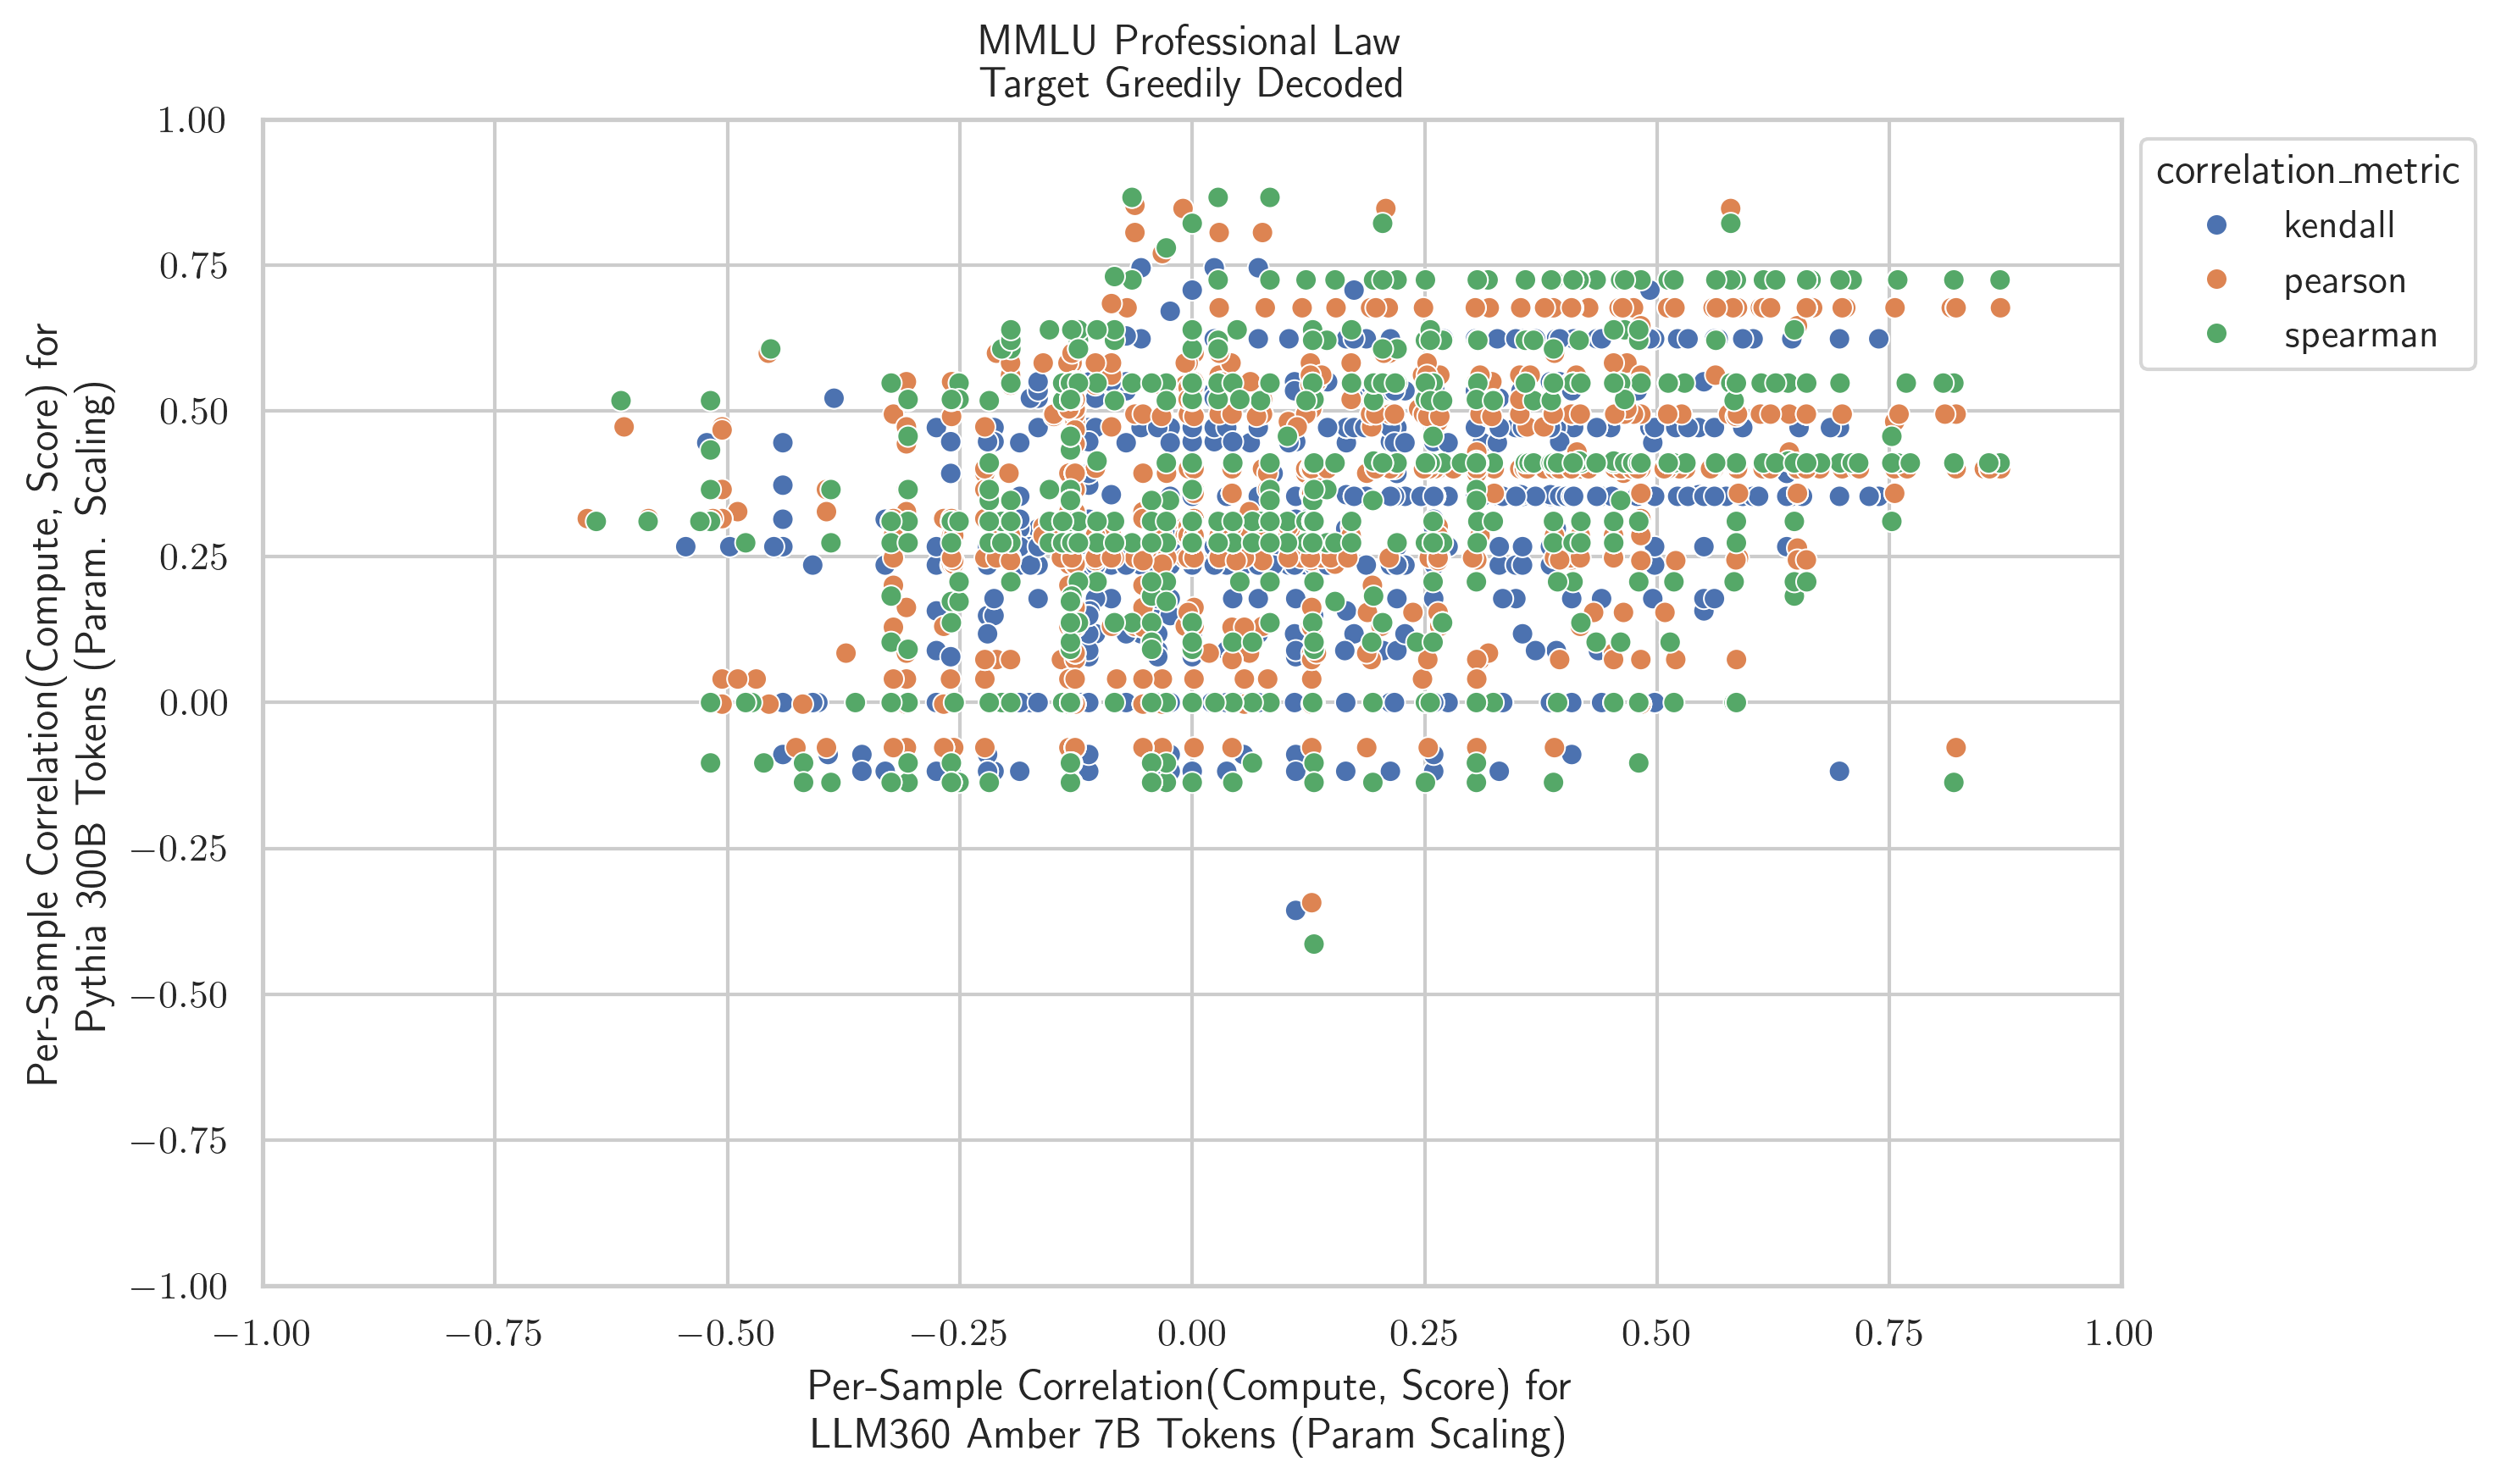 MMLU Professional Law
Target Greedily Decoded
1.00
0.75
0.50
0.25
0.00
−0.25
−0.50
−0.75
−1.00
Per-Sample Correlation(Compute, Score) for
Pythia 300B Tokens (Param. Scaling)
−1.00 −0.75 −0.50 −0.25 0.00 0.25 0.50 0.75 1.00
Per-Sample Correlation(Compute, Score) for
LLM360 Amber 7B Tokens (Param Scaling)
correlation_metric
kendall
pearson
spearman